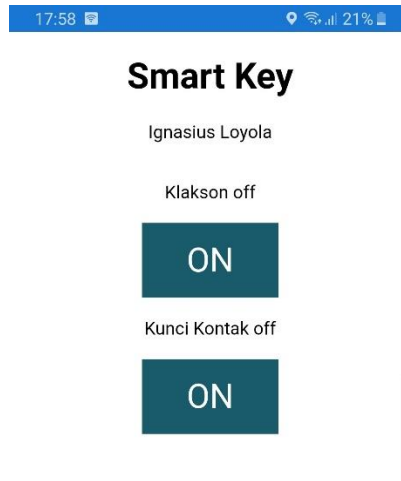 17:58 21%
Smart Key
Ignasius Loyola
Klakson off
ON
Kunci Kontak off
ON